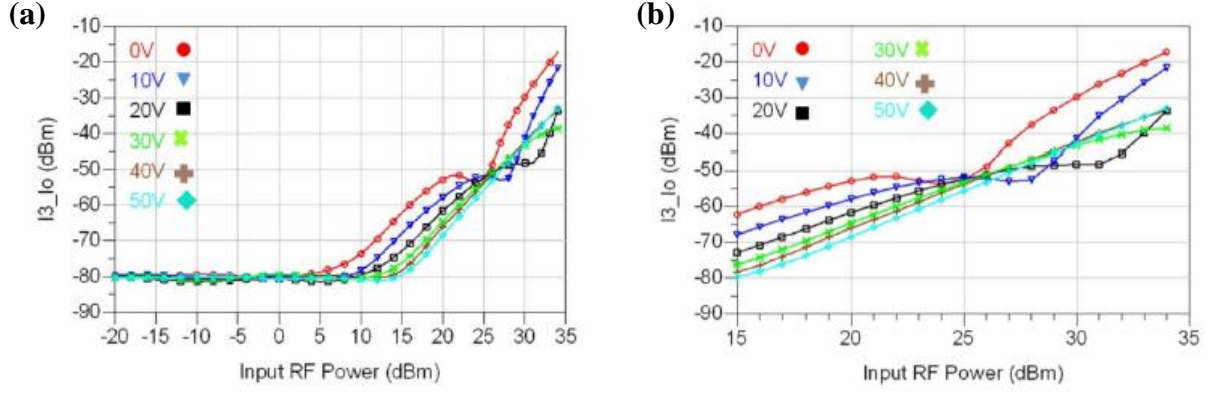 (a)
-10
-20
-30
-40
-50
-60
-70
-80
-90
I3_Io (dBm)
0V
10V
20V
30V
40V
50V
-20 -15 -10 -5 0 5 10 15 20 25 30 35
Input RF Power (dBm)
(b)
-10
-20
-30
-40
-50
-60
-70
-80
-90
I3_Io (dBm)
0V 30V
10V 40V
20V 50V
15 20 25 30 35
Input RF Power (dBm)